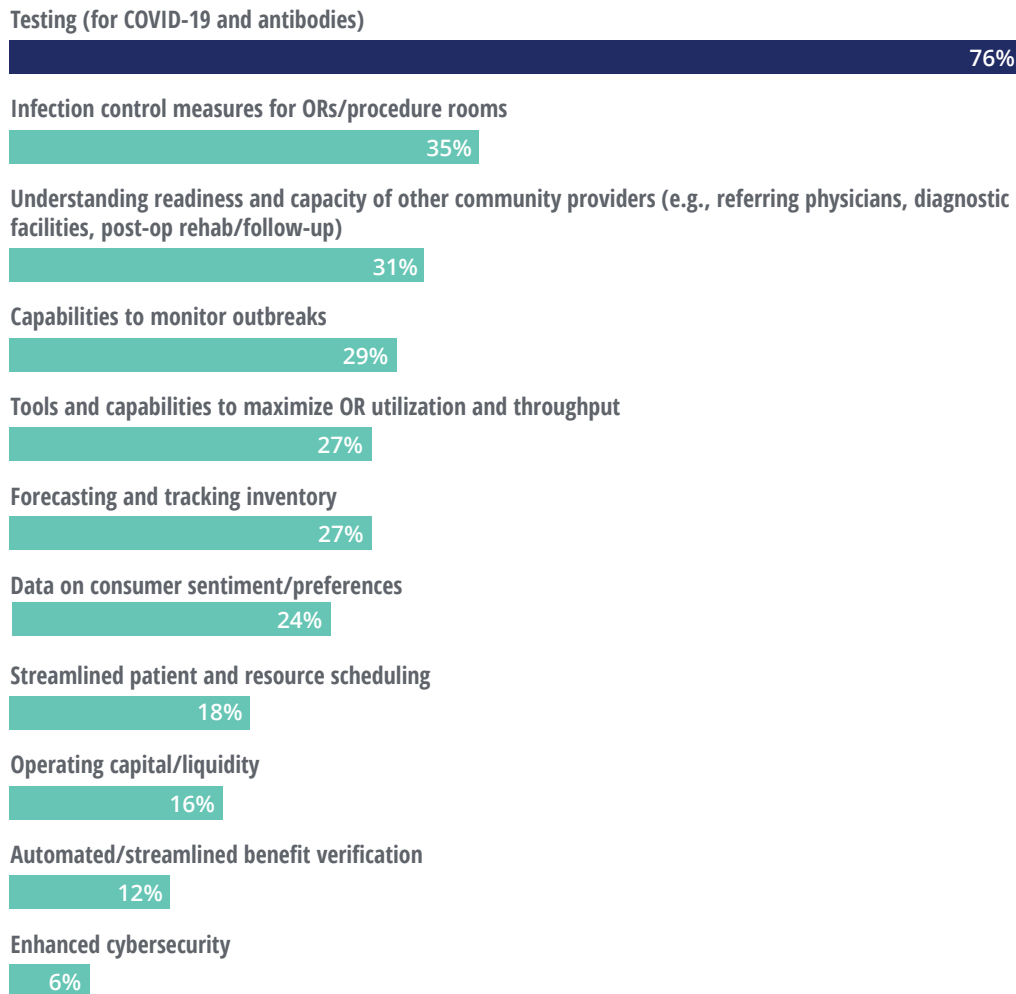 Testing (for COVID-19 and antibodies)
76%
Infection control measures for ORs/procedure rooms
35%
Understanding readiness and capacity of other community providers (e.g., referring physicians, diagnostic
facilities, post-op rehab/follow-up)
31%
Capabilities to monitor outbreaks
29%
Tools and capabilities to maximize OR utilization and throughput
27%
Forecasting and tracking inventory
27%
Data on consumer sentiment/preferences
24%
Streamlined patient and resource scheduling
18%
Operating capital/liquidity
16%
Automated/streamlined benefit verification
12%
Enhanced cybersecurity
6%